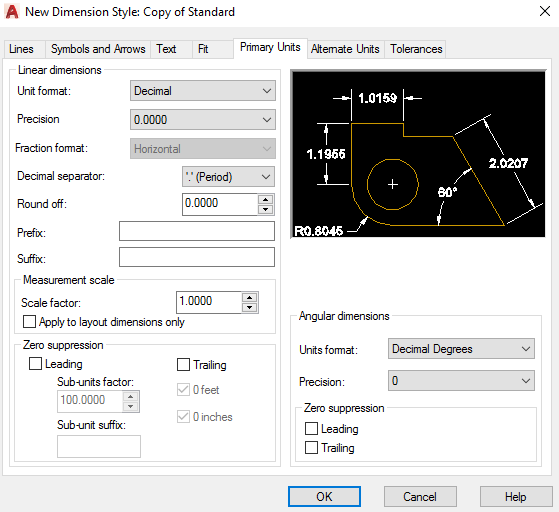 New Dimension Style: Copy of Standard
Lines Symbols and Arrows Text Fit Primary Units Alternate Units Tolerances
Linear dimensions
Unit format: Decimal
Precision 0.0000
Fraction format: Horizontal
Decimal separator: '.' (Period)
Round off: 0.0000
Prefix:
Suffix:
Measurement scale
Scale factor: 1.0000
Apply to layout dimensions only
Zero suppression
Leading
Trailing
Sub-units factor:
100.0000
0 feet
0 inches
Sub-unit suffix:
1.0159
1.1955
2.0207
60°
R0.8045
Angular dimensions
Units format: Decimal Degrees
Precision: 0
Zero suppression
Leading
Trailing
OK Cancel Help